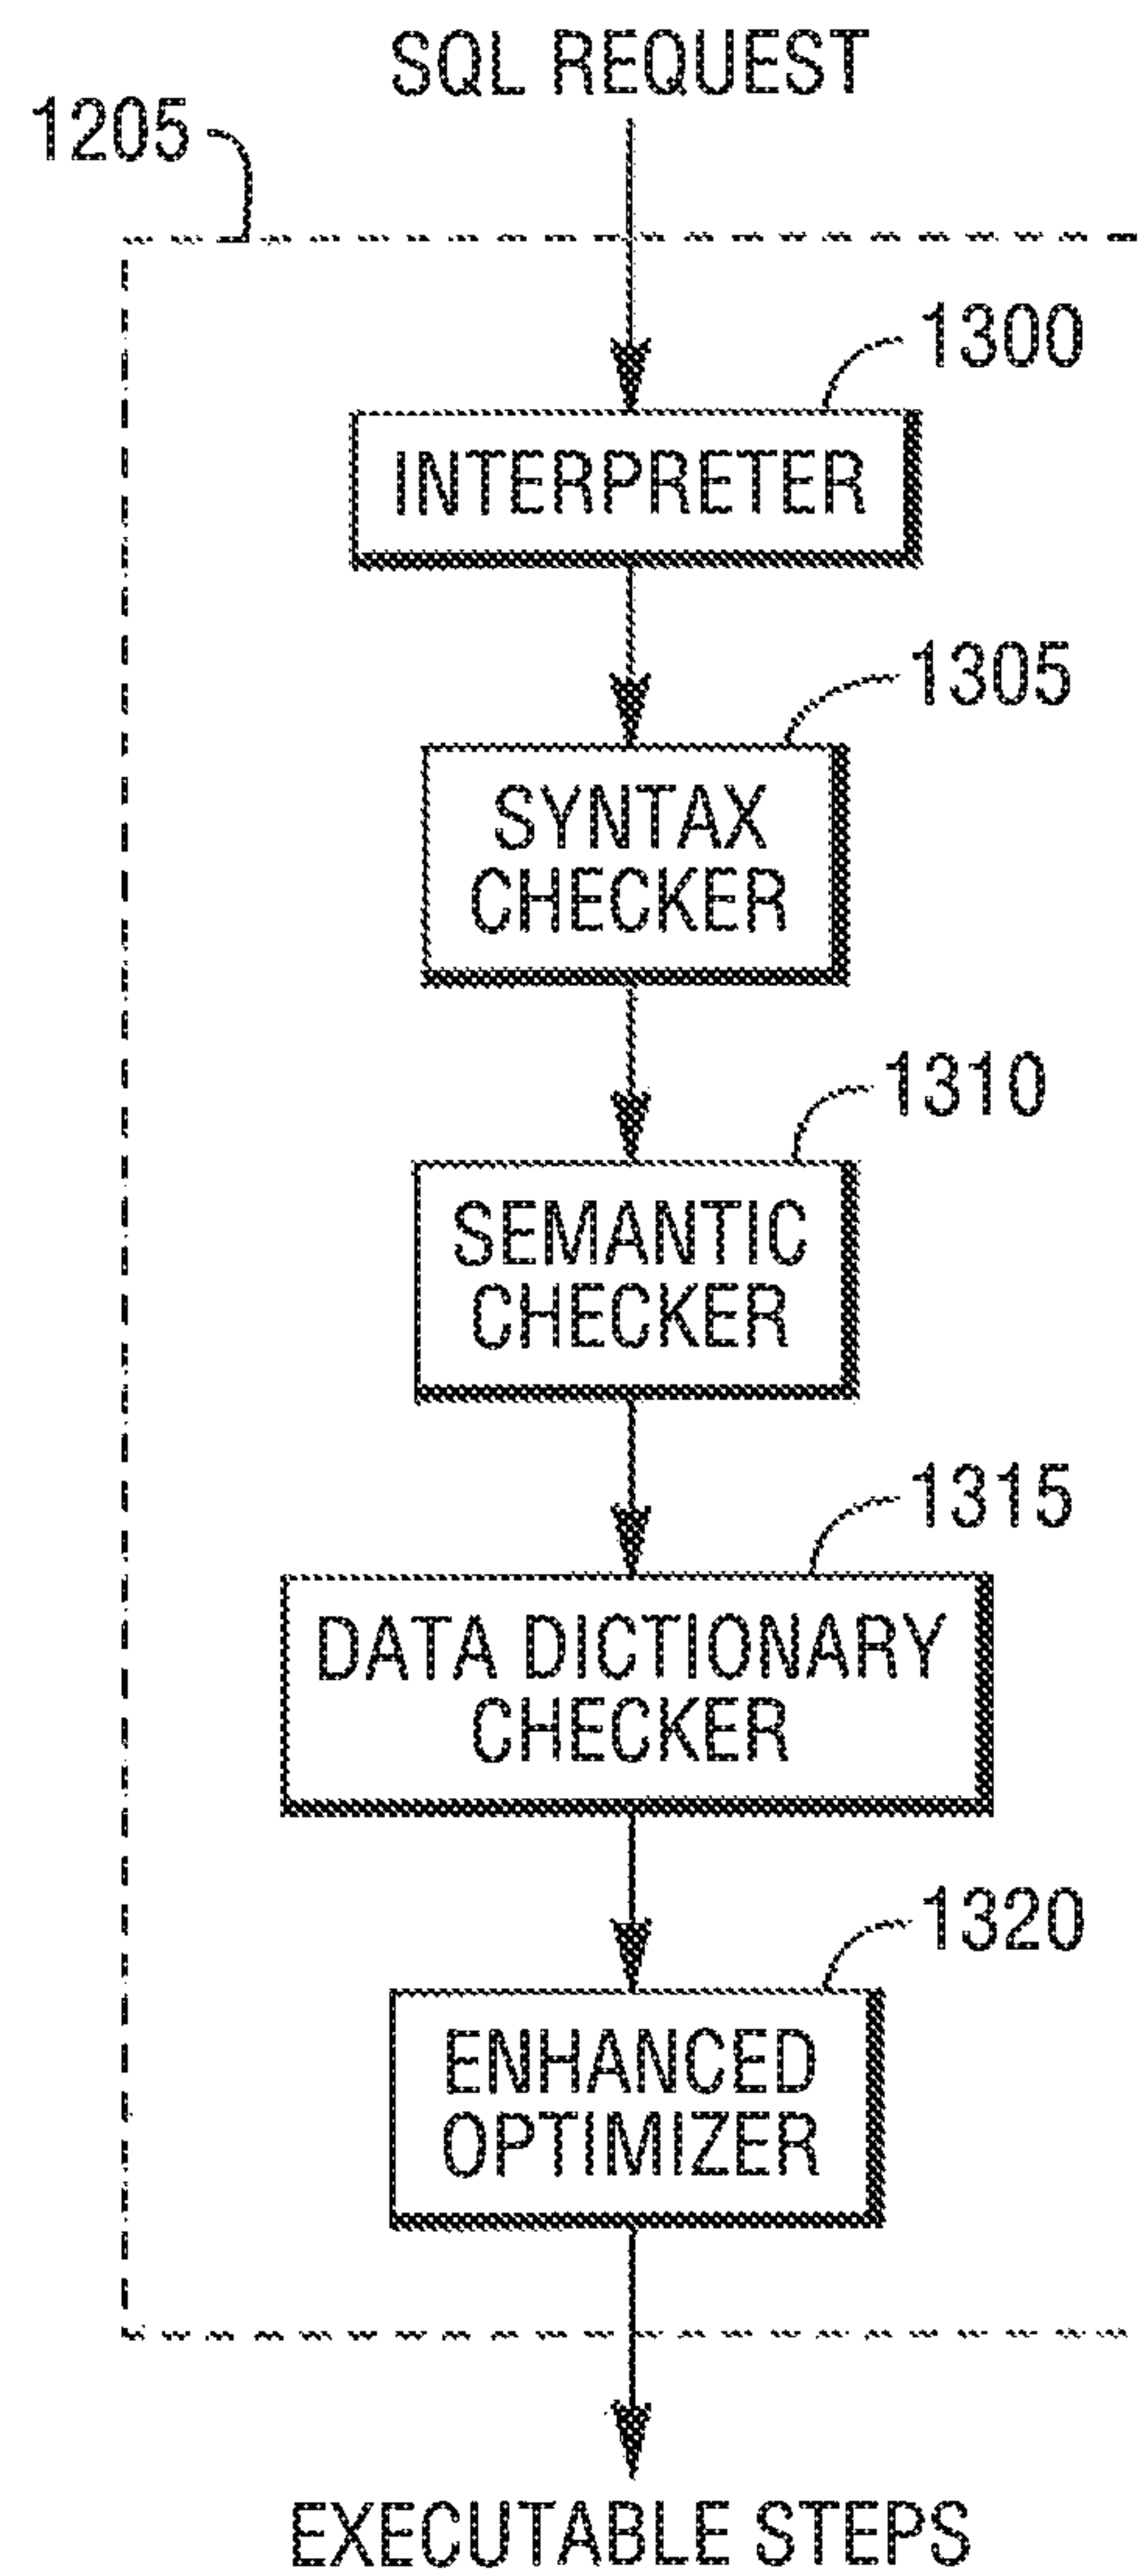 SQL REQUEST
1205
1300
INTERPRETER
1305
SYNTAX
CHECKER
1310
SEMANTIC
CHECKER
1315
DATA DICTIONARY
CHECKER
1320
ENHANCED
OPTIMIZER
EXECUTABLE STEPS